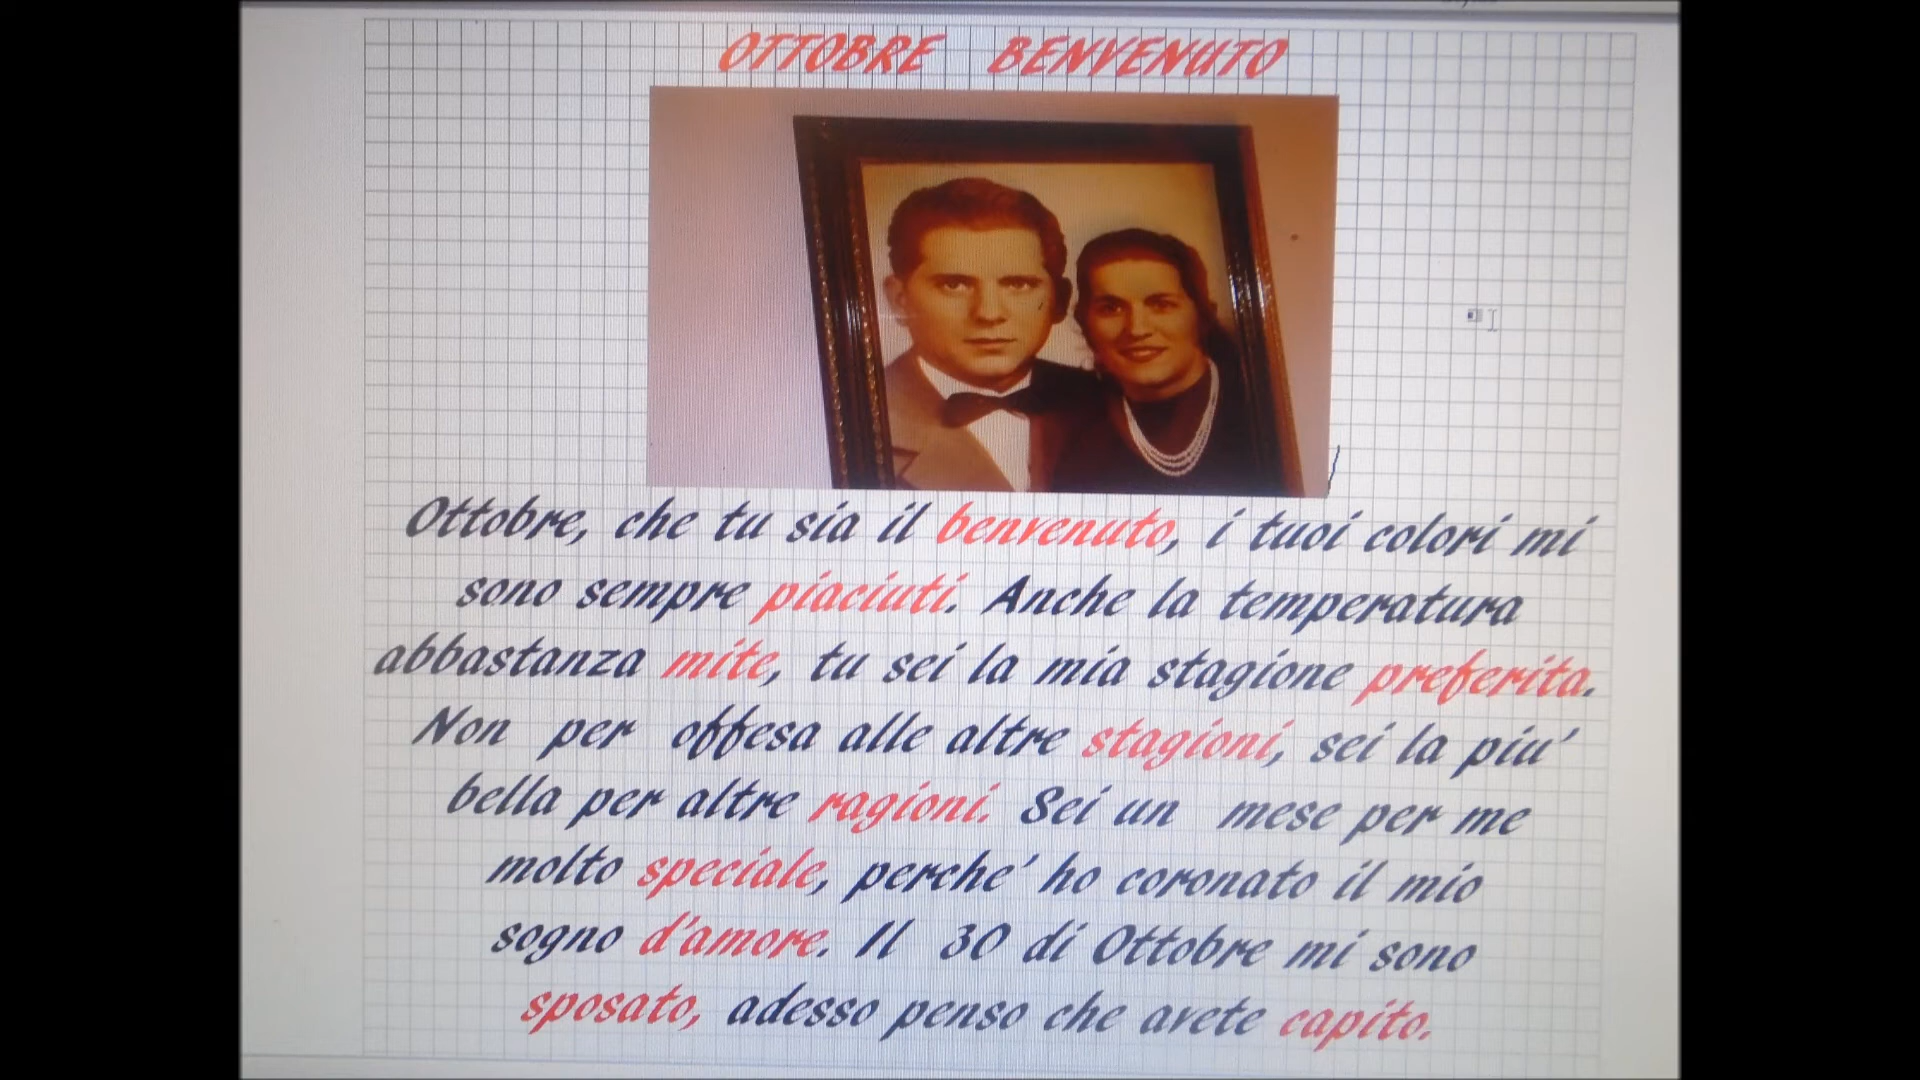 OTTOBRE BENVENUTO
Ottobre, che tu sia il benvenuto, i tuoi colori mi
sono sempre piaciuti. Anche la temperatura
abbastanza mite, tu sei la mia stagione preferita.
Non per offesa alle altre stagioni, sei la piu'
bella per altre ragioni. Sei un mese per me
molto speciale, perche' ho coronato il mio
sogno d'amore. Il 30 di Ottobre mi sono
sposato, adesso penso che avete capito.